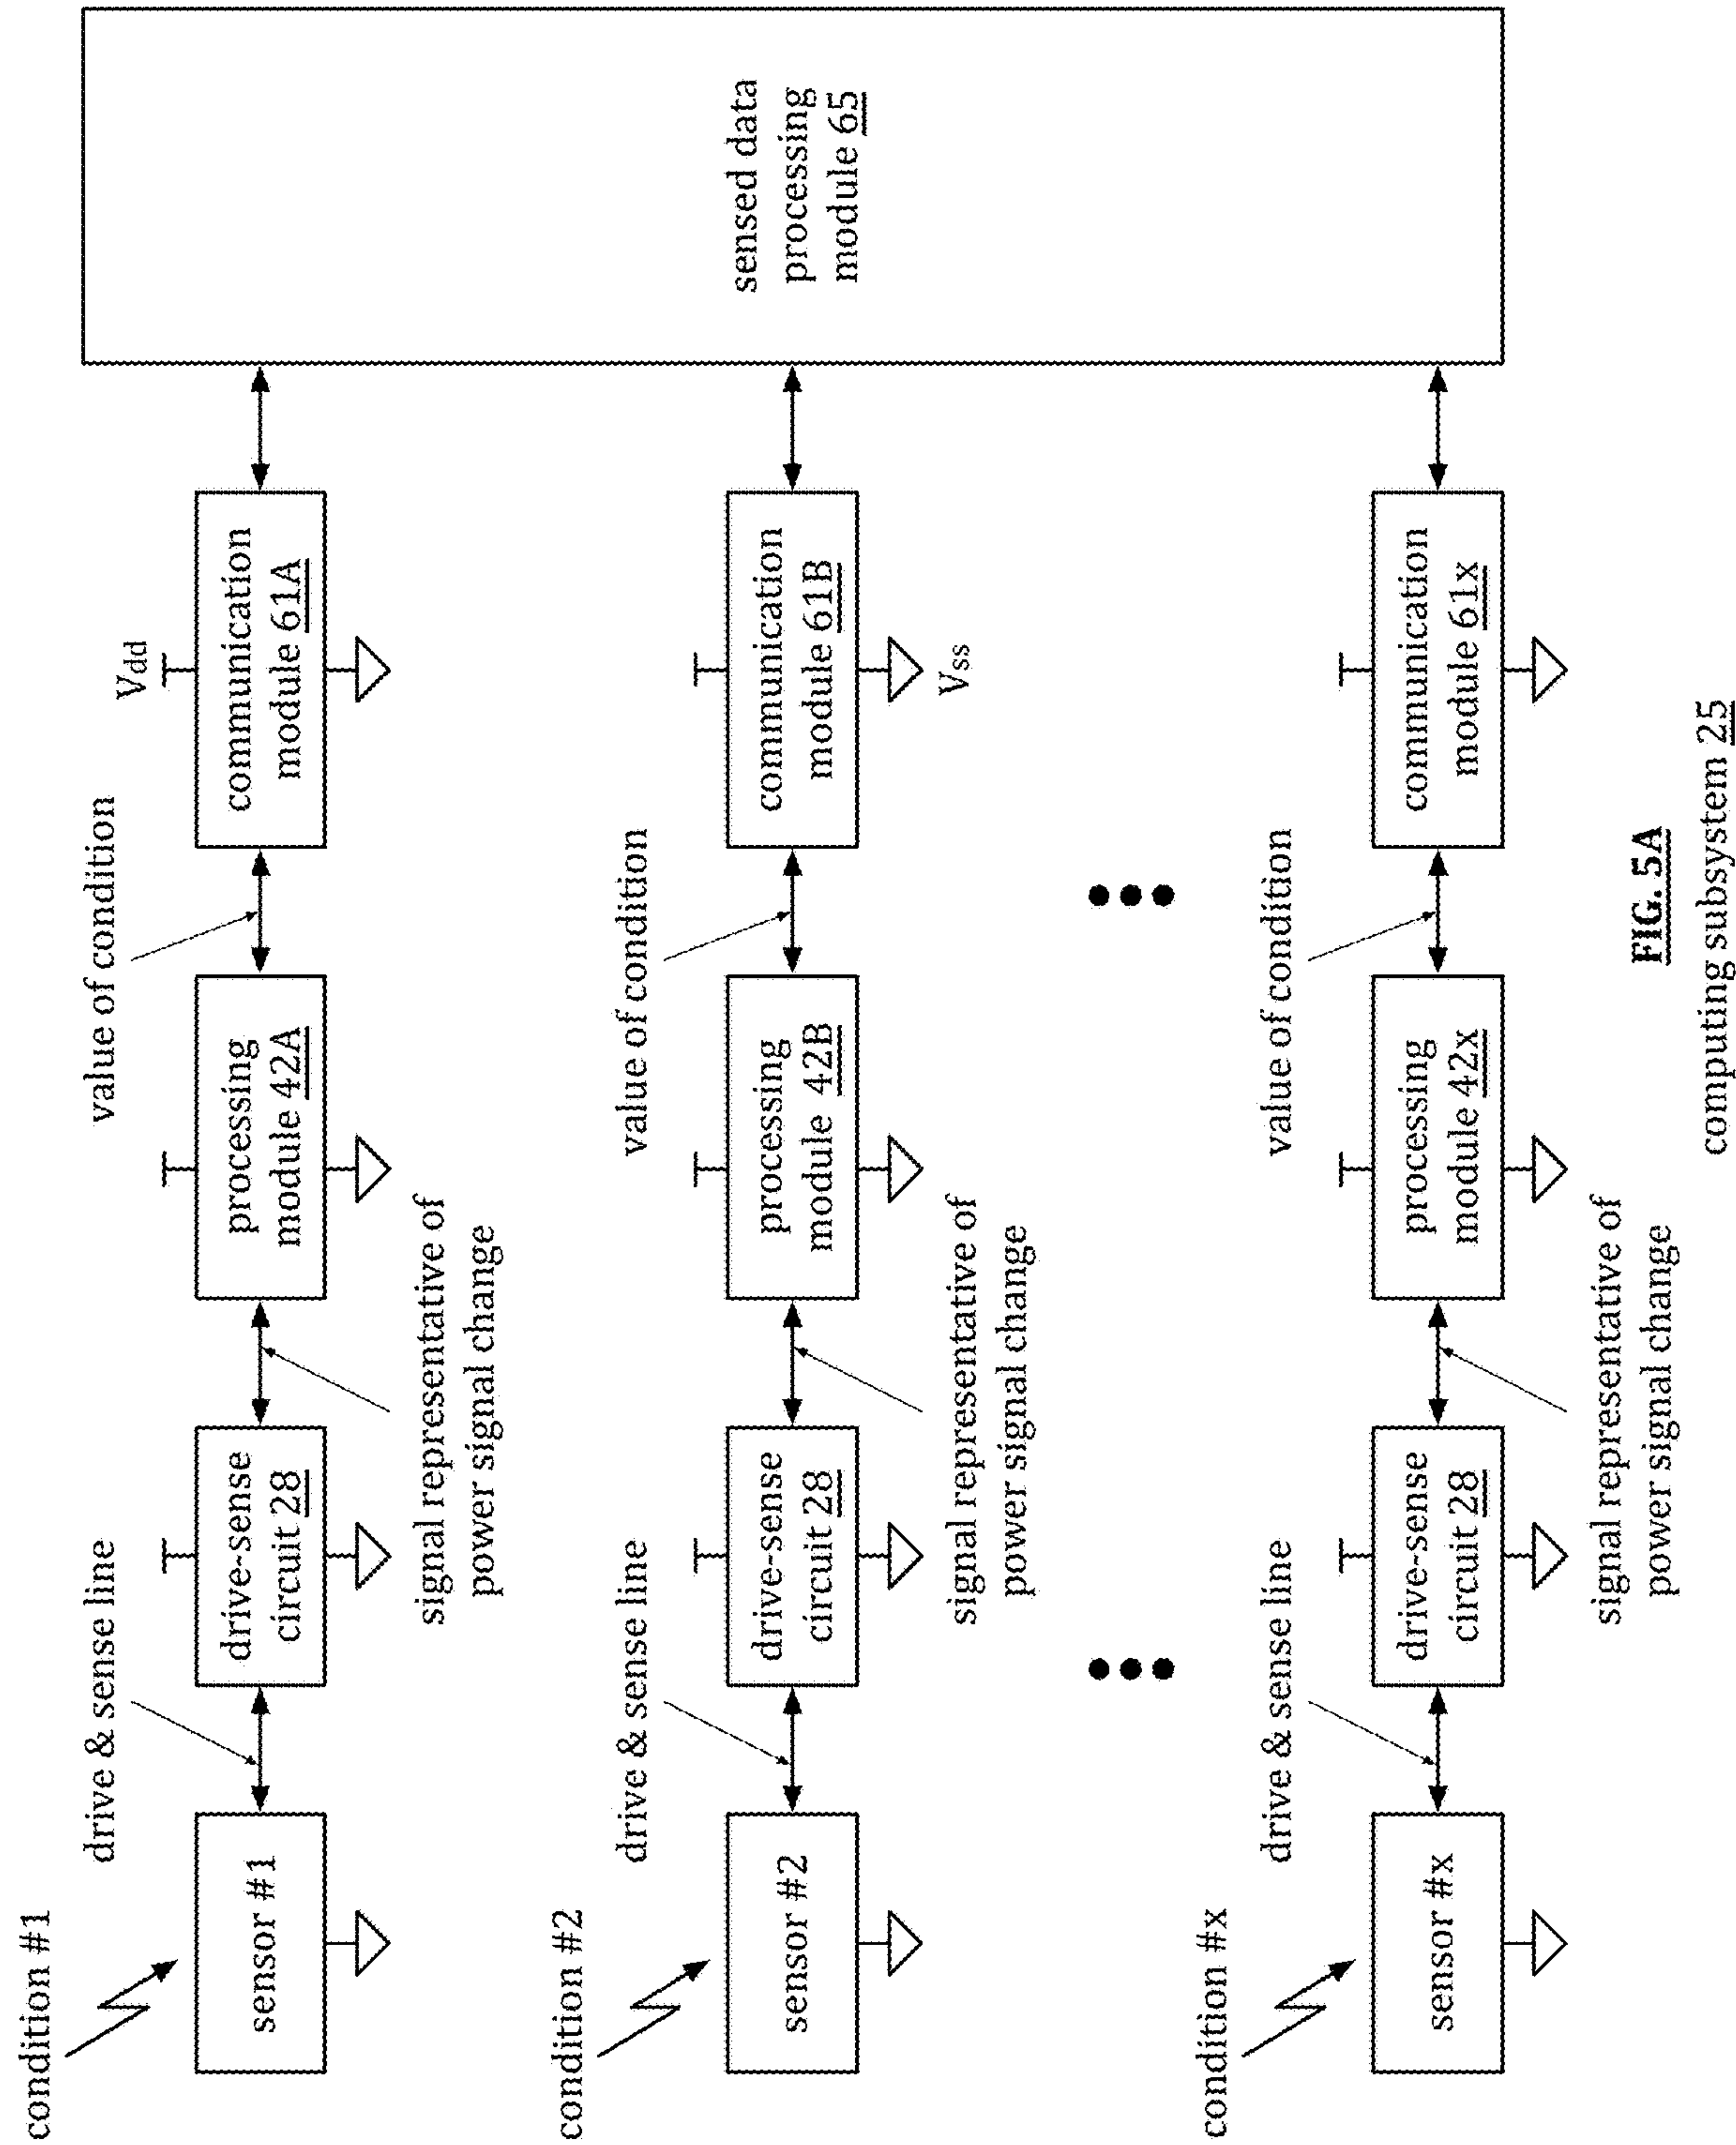 condition #1
sensor #1
drive & sense line
drive-sense
circuit 28
signal representative of
power signal change
processing
module 42A
value of condition
Vdd
communication
module 61A
condition #2
sensor #2
drive & sense line
drive-sense
circuit 28
signal representative of
power signal change
processing
module 42B
value of condition
communication
module 61B
Vss
condition #x
sensor #x
drive & sense line
drive-sense
circuit 28
signal representative of
power signal change
processing
module 42x
value of condition
communication
module 61x
sensed data
processing
module 65
FIG. 5A
computing subsystem 25